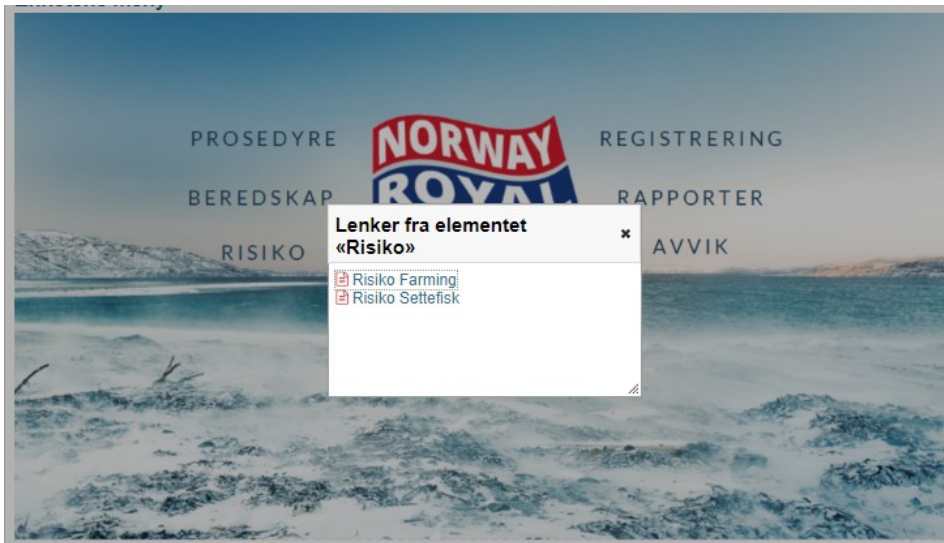 PROSEDYRE
NORWAY
REGISTRERING
BEREDSKAP
ROYAL
RAPPORTER
RISIKO
AVVIK
Lenker fra elementet
«Risiko»
Risiko Farming
Risiko Settefisk